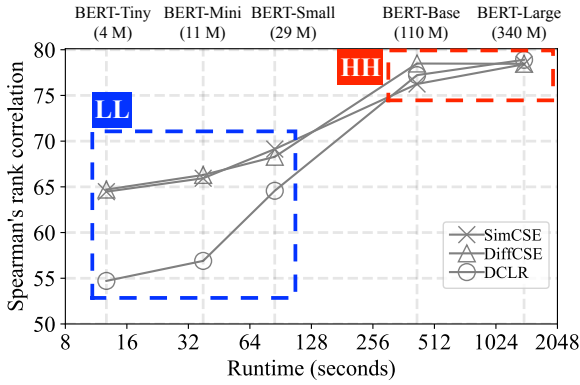 BERT-Tiny BERT-Mini BERT-Small BERT-Base BERT-Large
(4 M) (11 M) (29 M) (110 M) (340 M)
80
HH
75
LL
70
65
60
55
50
Spearman's rank correlation
SimCSE
DiffCSE
DCLR
8 16 32 64 128 256 512 1024 2048
Runtime (seconds)